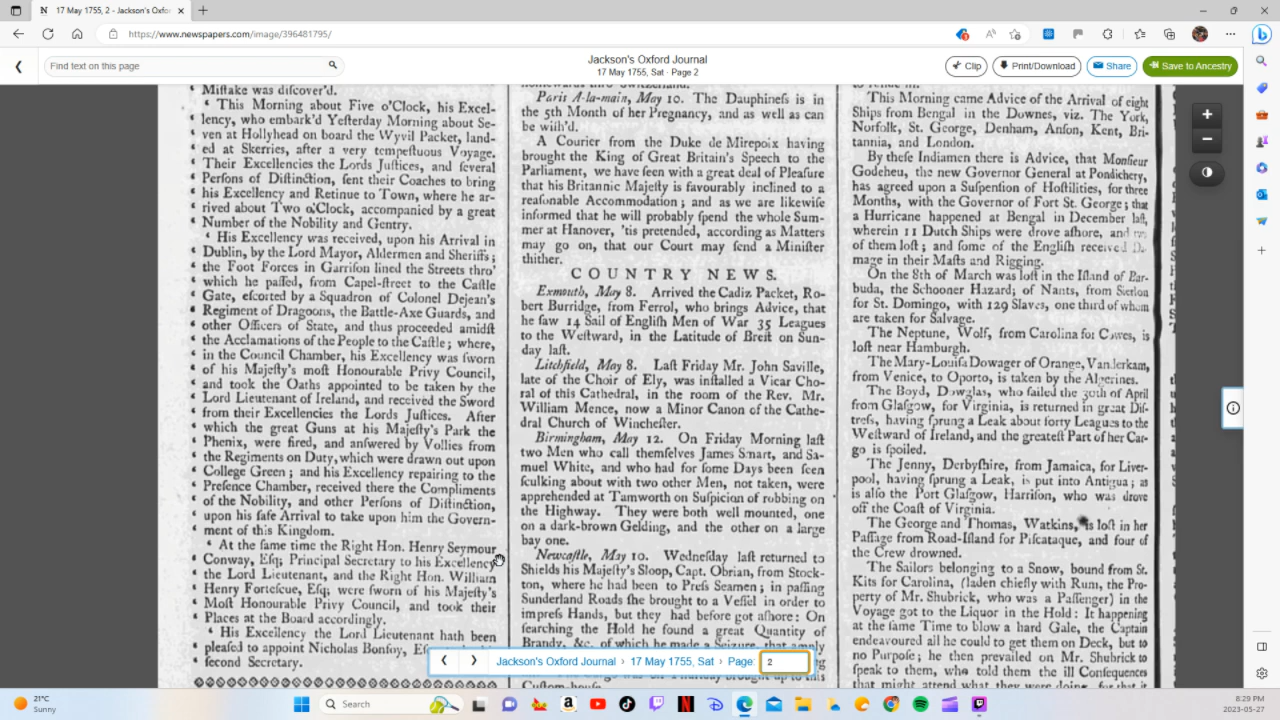 17 May 1755, 2 - Jackson's Oxfor
https://www.newspapers.com/image/396481795/
Find text on this page
Jackson's Oxford Journal
17 May 1755, Sat · Page 2
Clip
Print/Download
Share
Save to Ancestry
Miſtake was diſcover'd.
‘ This Morning about Five o'Clock, his Excel-
‘ lency, who embark'd Yeſterday Morning about Se-
‘ ven at Hollyhead on board the Wyvil Packet, land-
‘ ed at Skerries, after a very tempeſtuous Voyage.
‘ Their Excellencies the Lords Juſtices, and ſeveral
‘ Perſons of Diſtinction, ſent their Coaches to bring
‘ his Excellency and Retinue to Town, where he ar-
‘ rived about Two o'Clock, accompanied by a great
‘ Number of the Nobility and Gentry.
‘ His Excellency was received, upon his Arrival in
‘ Dublin, by the Lord Mayor, Aldermen and Sheriffs;
‘ the Foot Forces in Garriſon lined the Streets thro'
‘ which he paſſed, from Capel-ſtreet to the Caſtle
‘ Gate, eſcorted by a Squadron of Colonel Dejean's
‘ Regiment of Dragoons, the Battle-Axe Guards, and
‘ other Officers of State, and thus proceeded amidſt
‘ the Acclamations of the People to the Caſtle; where,
‘ in the Council Chamber, his Excellency was ſworn
‘ of his Majeſty's moſt Honourable Privy Council,
‘ and took the Oaths appointed to be taken by the
‘ Lord Lieutenant of Ireland, and received the Sword
‘ from their Excellencies the Lords Juſtices. After
‘ which the great Guns at his Majeſty's Park the
‘ Phenix, were fired, and anſwered by Vollies from
‘ the Regiments on Duty, which were drawn out upon
‘ College Green; and his Excellency repairing to the
‘ Preſence Chamber, received there the Compliments
‘ of the Nobility, and other Perſons of Diſtinction,
‘ upon his ſafe Arrival to take upon him the Govern-
‘ ment of this Kingdom.
‘ At the ſame time the Right Hon. Henry Seymour
‘ Conway, Eſq; Principal Secretary to his Excellency
‘ the Lord Lieutenant, and the Right Hon. William
‘ Henry Forteſcue, Eſq; were ſworn of his Majeſty's
‘ Moſt Honourable Privy Council, and took their
‘ Places at the Board accordingly.
‘ His Excellency the Lord Lieutenant hath been
‘ pleaſed to appoint Nicholas Bonfoy,
‘ ſecond Secretary.
Paris A-la-main, May 10. The Dauphineſs is in
the 5th Month of her Pregnancy, and as well as can
be wiſh'd.
A Courier from the Duke de Mirepoix having
brought the King of Great Britain's Speech to the
Parliament, we have ſeen with a great deal of Pleaſure
that his Britannic Majeſty is favourably inclined to a
reaſonable Accommodation; and as we are likewiſe
informed that he will probably ſpend the whole Sum-
mer at Hanover, 'tis pretended, according as Matters
may go on, that our Court may ſend a Miniſter
thither.
COUNTRY NEWS.
Exmouth, May 8. Arrived the Cadiz Packet, Ro-
bert Burridge, from Ferrol, who brings Advice, that
he ſaw 14 Sail of Engliſh Men of War 35 Leagues
to the Weſtward, in the Latitude of Breſt on Sun-
day laſt.
Litchfield, May 8. Laſt Friday Mr. John Saville,
late of the Choir of Ely, was inſtalled a Vicar Cho-
ral of this Cathedral, in the room of the Rev. Mr.
William Mence, now a Minor Canon of the Cathe-
dral Church of Wincheſter.
Birmingham, May 12. On Friday Morning laſt
two Men who call themſelves James Smart, and Sa-
muel White, and who had for ſome Days been ſeen
ſculking about with two other Men, not taken, were
apprehended at Tamworth on Suſpicion of robbing on
the Highway. They were both well mounted, one
on a dark-brown Gelding, and the other on a large
bay one.
Newcaſtle, May 10. Wedneſday laſt returned to
Shields his Majeſty's Sloop, Capt. Obrian, from Stock-
ton, where he had been to Preſs Seamen; in paſſing
Sunderland Roads ſhe brought to a Veſſel in order to
impreſs Hands, but they had before got aſhore: On
ſearching the Hold he found a great Quantity of
Brandy, &c. of which he made a Seizure,
Cuſtom-houſe.
This Morning came Advice of the Arrival of eight
Ships from Bengal in the Downes, viz. The York,
Norfolk, St. George, Denham, Anſon, Kent, Bri-
tannia, and London.
By theſe Indiamen there is Advice, that Monſieur
Godeheu, the new Governor General at Pondichery,
has agreed upon a Suſpenſion of Hoſtilities, for three
Months, with the Governor of Fort St. George; that
a Hurricane happened at Bengal in December laſt,
wherein 11 Dutch Ships were drove aſhore, and
of them loſt; and ſome of the Engliſh received Da-
mage in their Maſts and Rigging.
On the 8th of March was loſt in the Iſland of Bar-
buda, the Schooner Hazard; of Nants, from
for St. Domingo, with 129 Slaves, one third of whom
are taken for Salvage.
The Neptune, Wolf, from Carolina for Cowes, is
loſt near Hamburgh.
The Mary-Louiſa Dowager of Orange, Vanlerkam,
from Venice, to Oporto, is taken by the Algerines.
The Boyd, Dowglas, who ſailed the 30th of April
from Glaſgow, for Virginia, is returned in great Diſ-
treſs, having ſprung a Leak about forty Leagues to the
Weſtward of Ireland, and the greateſt Part of her Car-
go is ſpoiled.
The Jenny, Derbyſhire, from Jamaica, for Liver-
pool, having ſprung a Leak, is put into Antigua; as
is alſo the Port Glaſgow, Harriſon, who was drove
off the Coaſt of Virginia.
The George and Thomas, Watkins, is loſt in her
Paſſage from Road-Iſland for Piſcataque, and four of
the Crew drowned.
The Sailors belonging to a Snow, bound from St.
Kits for Carolina, (laden chiefly with Rum, the Pro-
perty of Mr. Shubrick, who was a Paſſenger) in the
Voyage got to the Liquor in the Hold: It happening
at the ſame Time to blow a hard Gale, the Captain
endeavoured all he could to get them on Deck, but to
no Purpoſe; he then prevailed on Mr. Shubrick to
ſpeak to them, who told them the ill Conſequences
that might attend what they were doing, for that if
Jackson's Oxford Journal › 17 May 1755, Sat › Page: 2
21°C
Sunny
Search
8:29 PM
2023-05-27